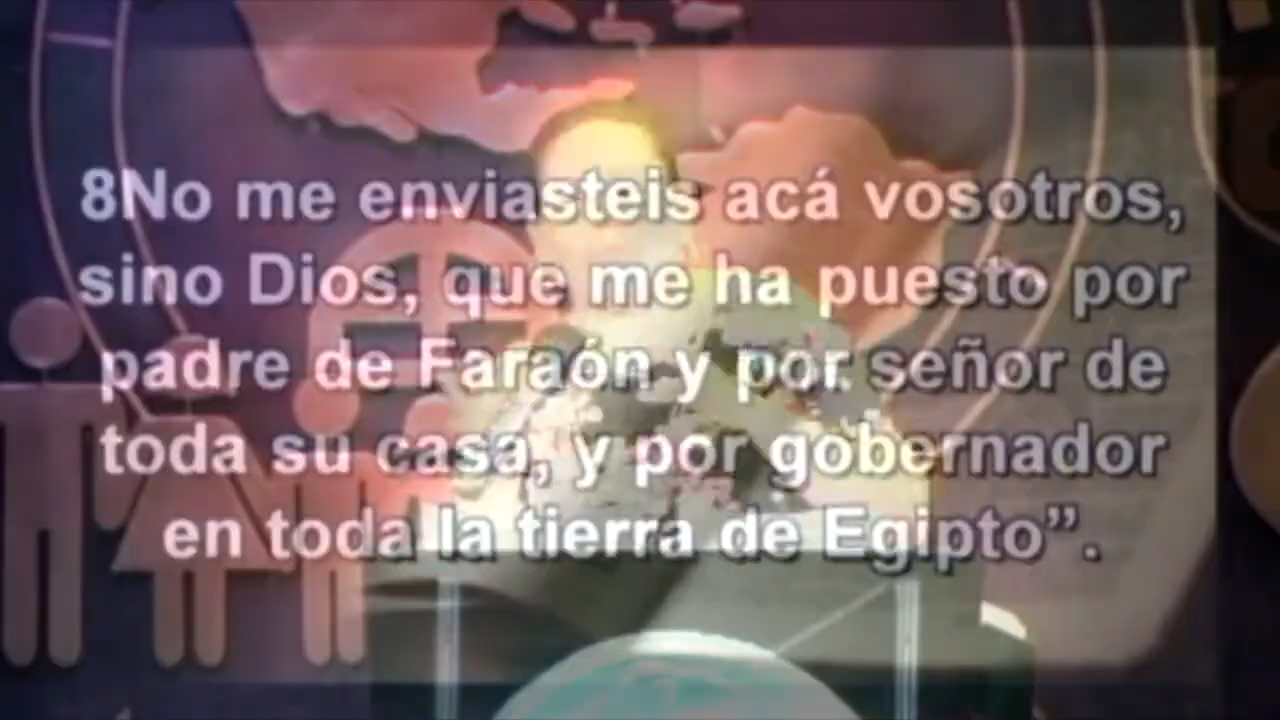 8No me enviasteis acá vosotros,
sino Dios, que me ha puesto por
padre de Faraón y por señor de
toda su casa, y por gobernador
en toda la tierra de Egipto”.